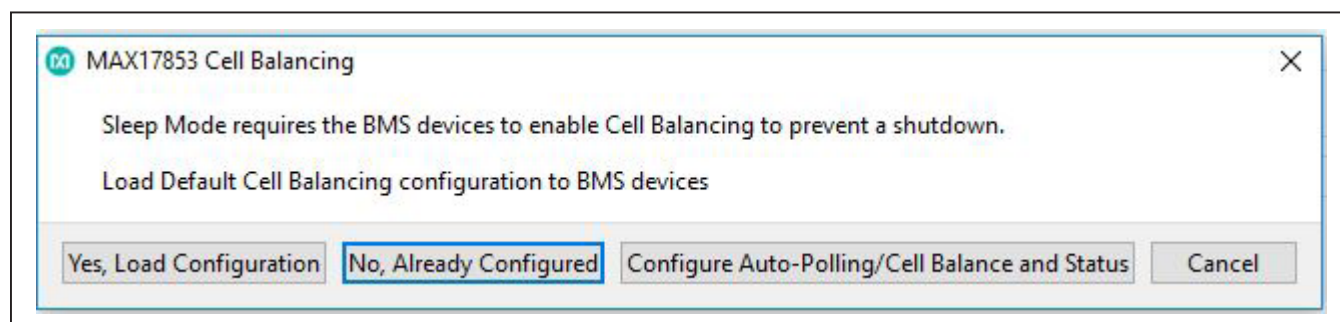 MAX17853 Cell Balancing
Sleep Mode requires the BMS devices to enable Cell Balancing to prevent a shutdown.
Load Default Cell Balancing configuration to BMS devices
Yes, Load Configuration No, Already Configured Configure Auto-Polling/Cell Balance and Status Cancel